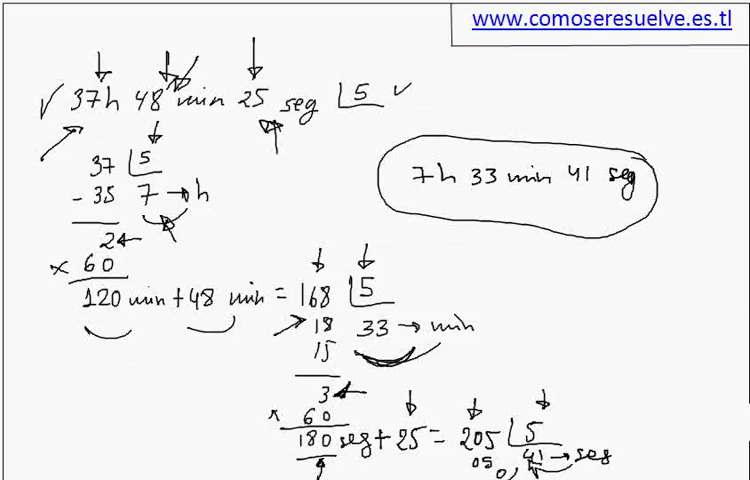 www.comoseresuelve.es.tl
37h 48 min 25 seg 5
37 5
- 35 7 → h
2
× 60
120 min + 48 min = 168 5
18 33 → min
15
3
× 60
180 seg + 25 = 205 5
05 41 → seg
0
7h 33 min 41 seg